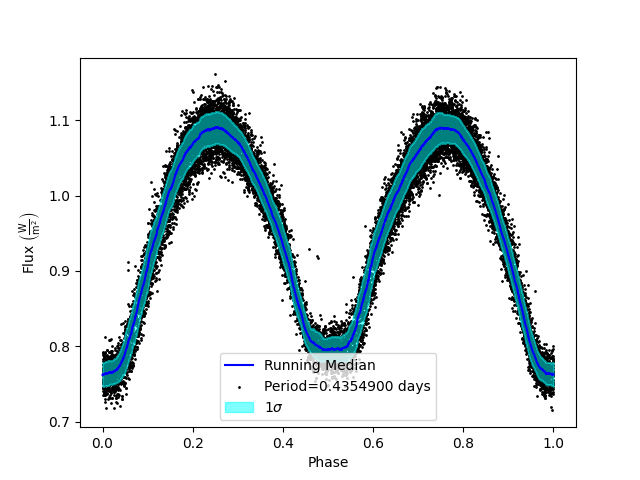 1.1
1.0
0.9
0.8
0.7
Flux (W/m²)
Running Median
Period=0.4354900 days
1σ
0.0 0.2 0.4 0.6 0.8 1.0
Phase